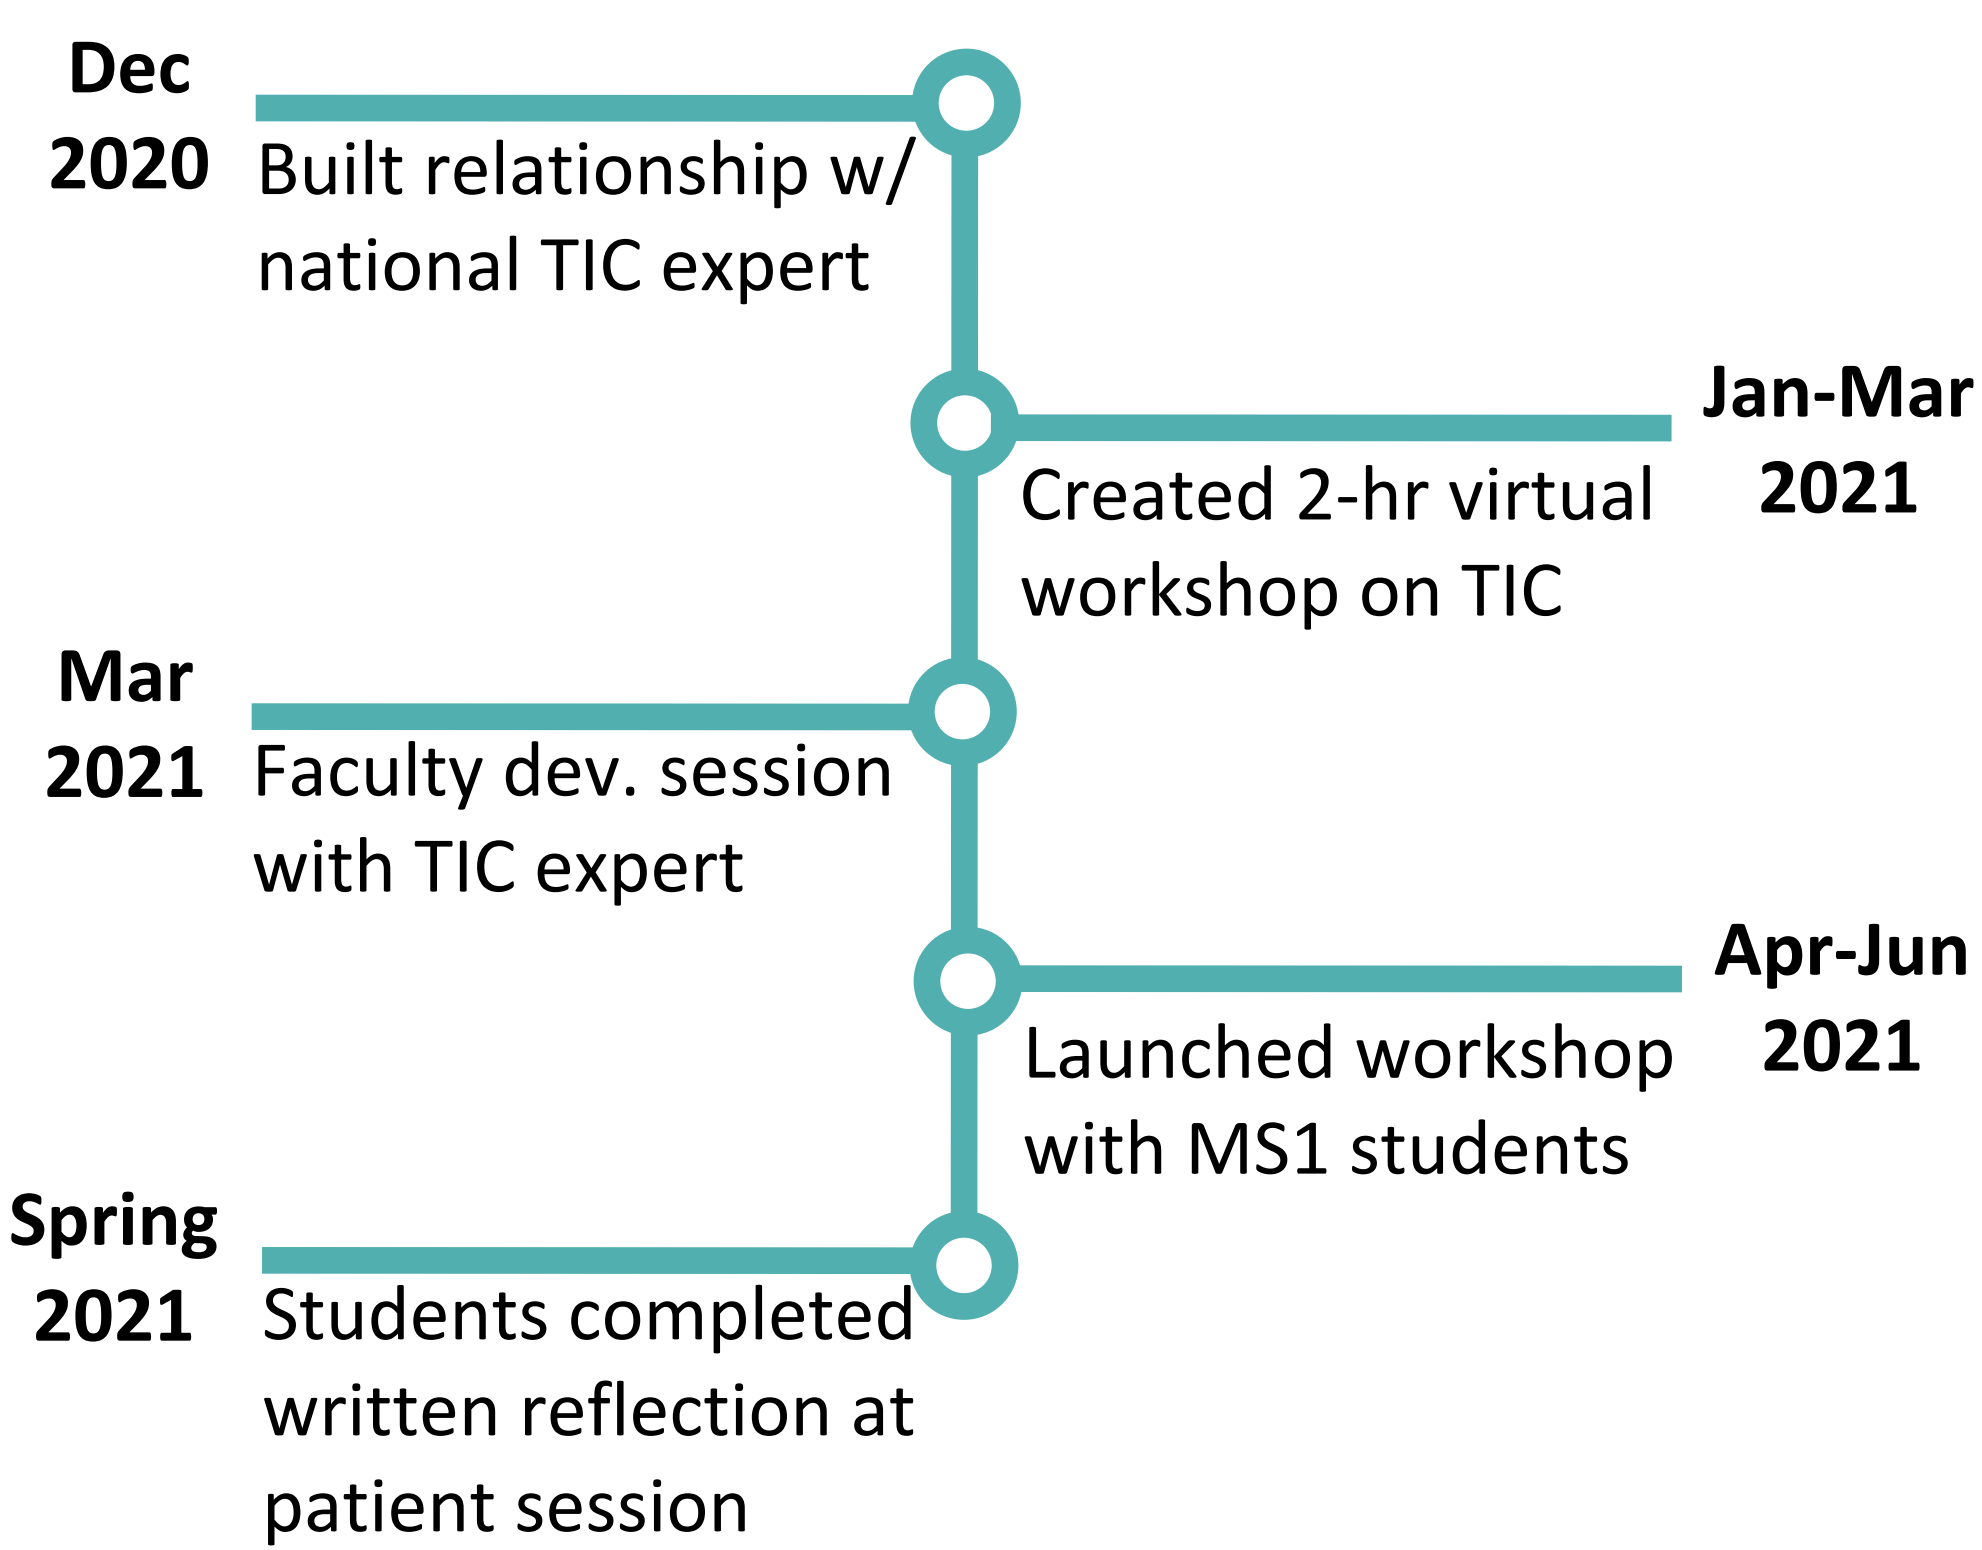 Dec
2020
Built relationship w/
national TIC expert
Jan-Mar
2021
Created 2-hr virtual
workshop on TIC
Mar
2021
Faculty dev. session
with TIC expert
Apr-Jun
2021
Launched workshop
with MS1 students
Spring
2021
Students completed
written reflection at
patient session